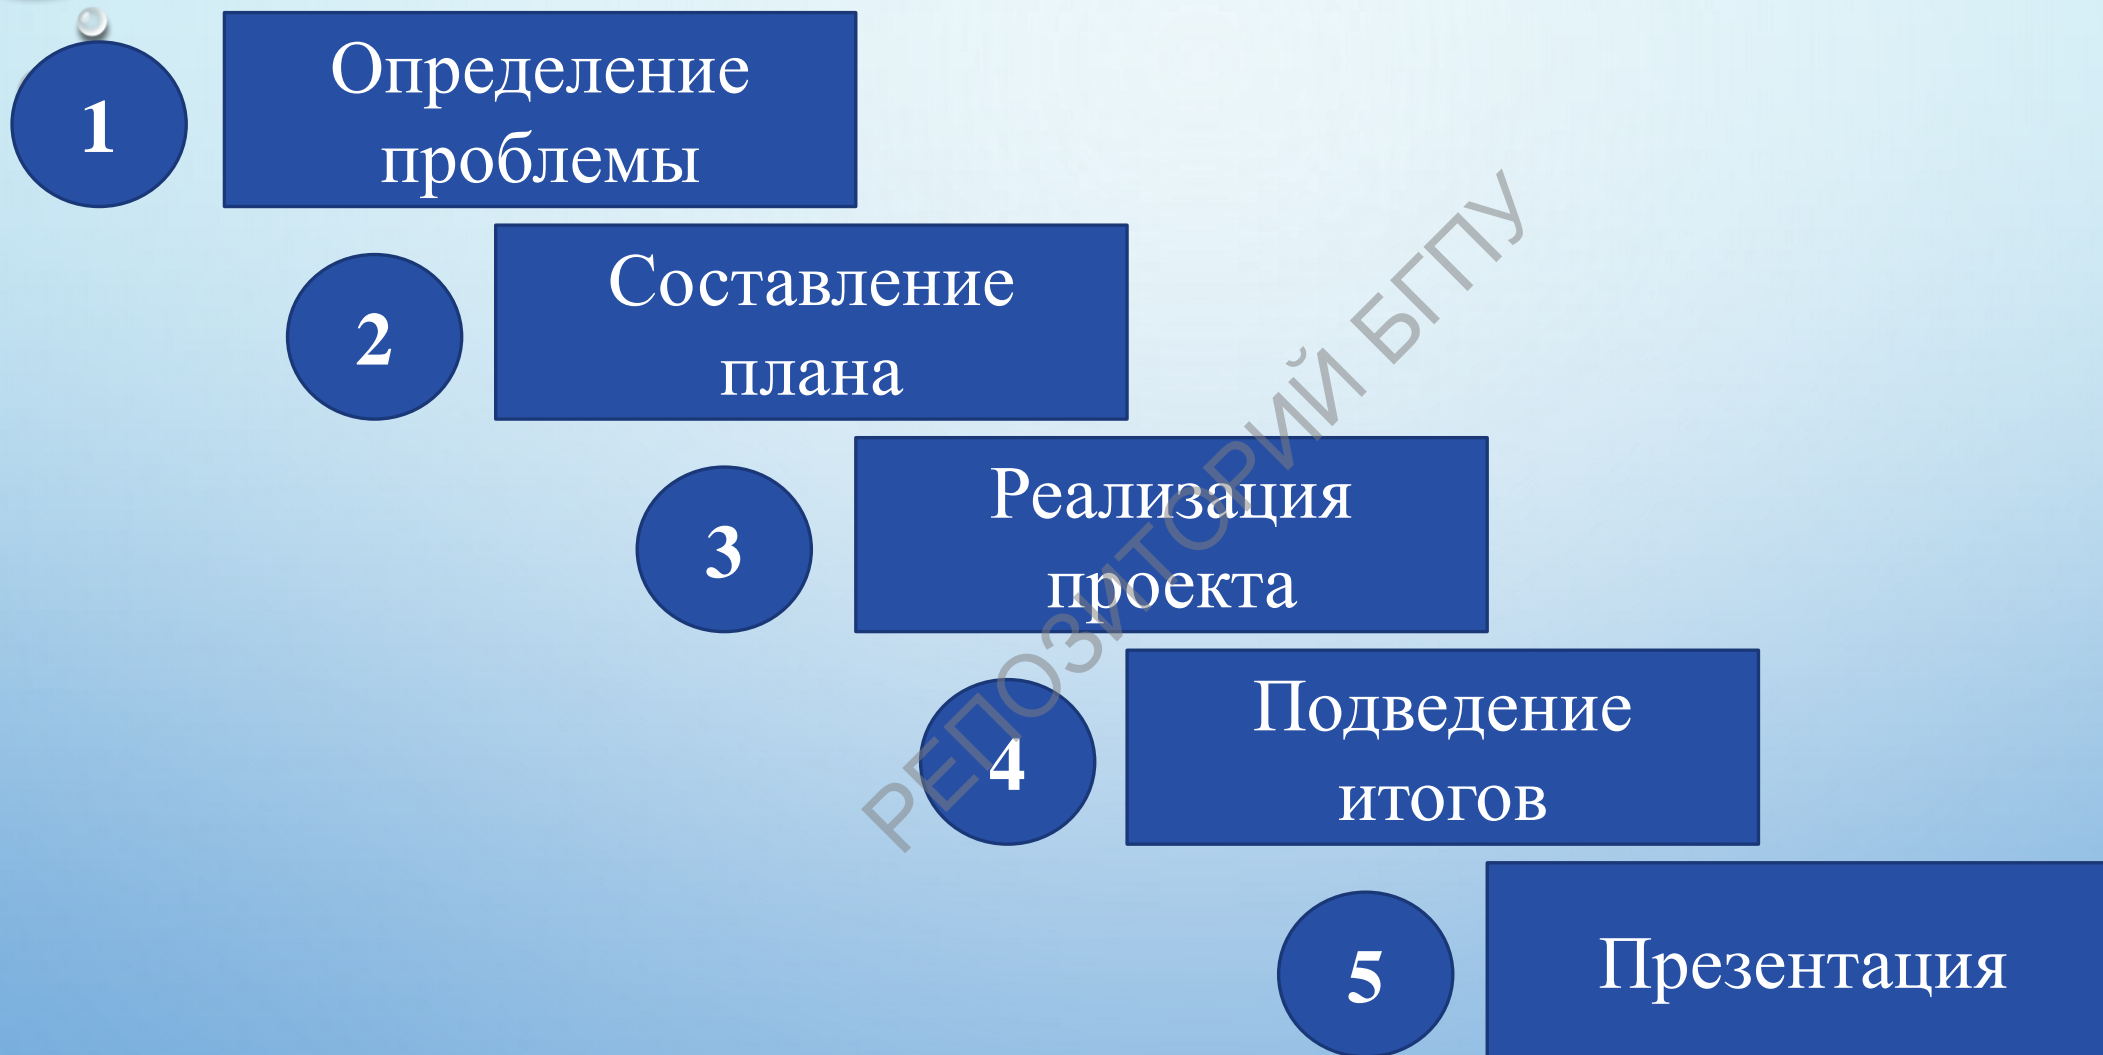 1
Определение
проблемы
2
Составление
плана
3
Реализация
проекта
4
Подведение
итогов
5
Презентация
РЕПОЗИТОРИЙ БГПУ